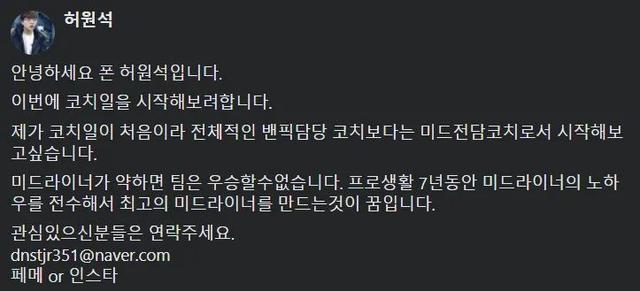 허원석
안녕하세요 폰 허원석입니다.
이번에 코치일을 시작해보려합니다.
제가 코치일이 처음이라 전체적인 밴픽담당 코치보다는 미드전담코치로서 시작해보
고싶습니다.
미드라이너가 약하면 팀은 우승할수없습니다. 프로생활 7년동안 미드라이너의 노하
우를 전수해서 최고의 미드라이너를 만드는것이 꿈입니다.
관심있으신분들은 연락주세요.
dnstjr351@naver.com
페메 or 인스타